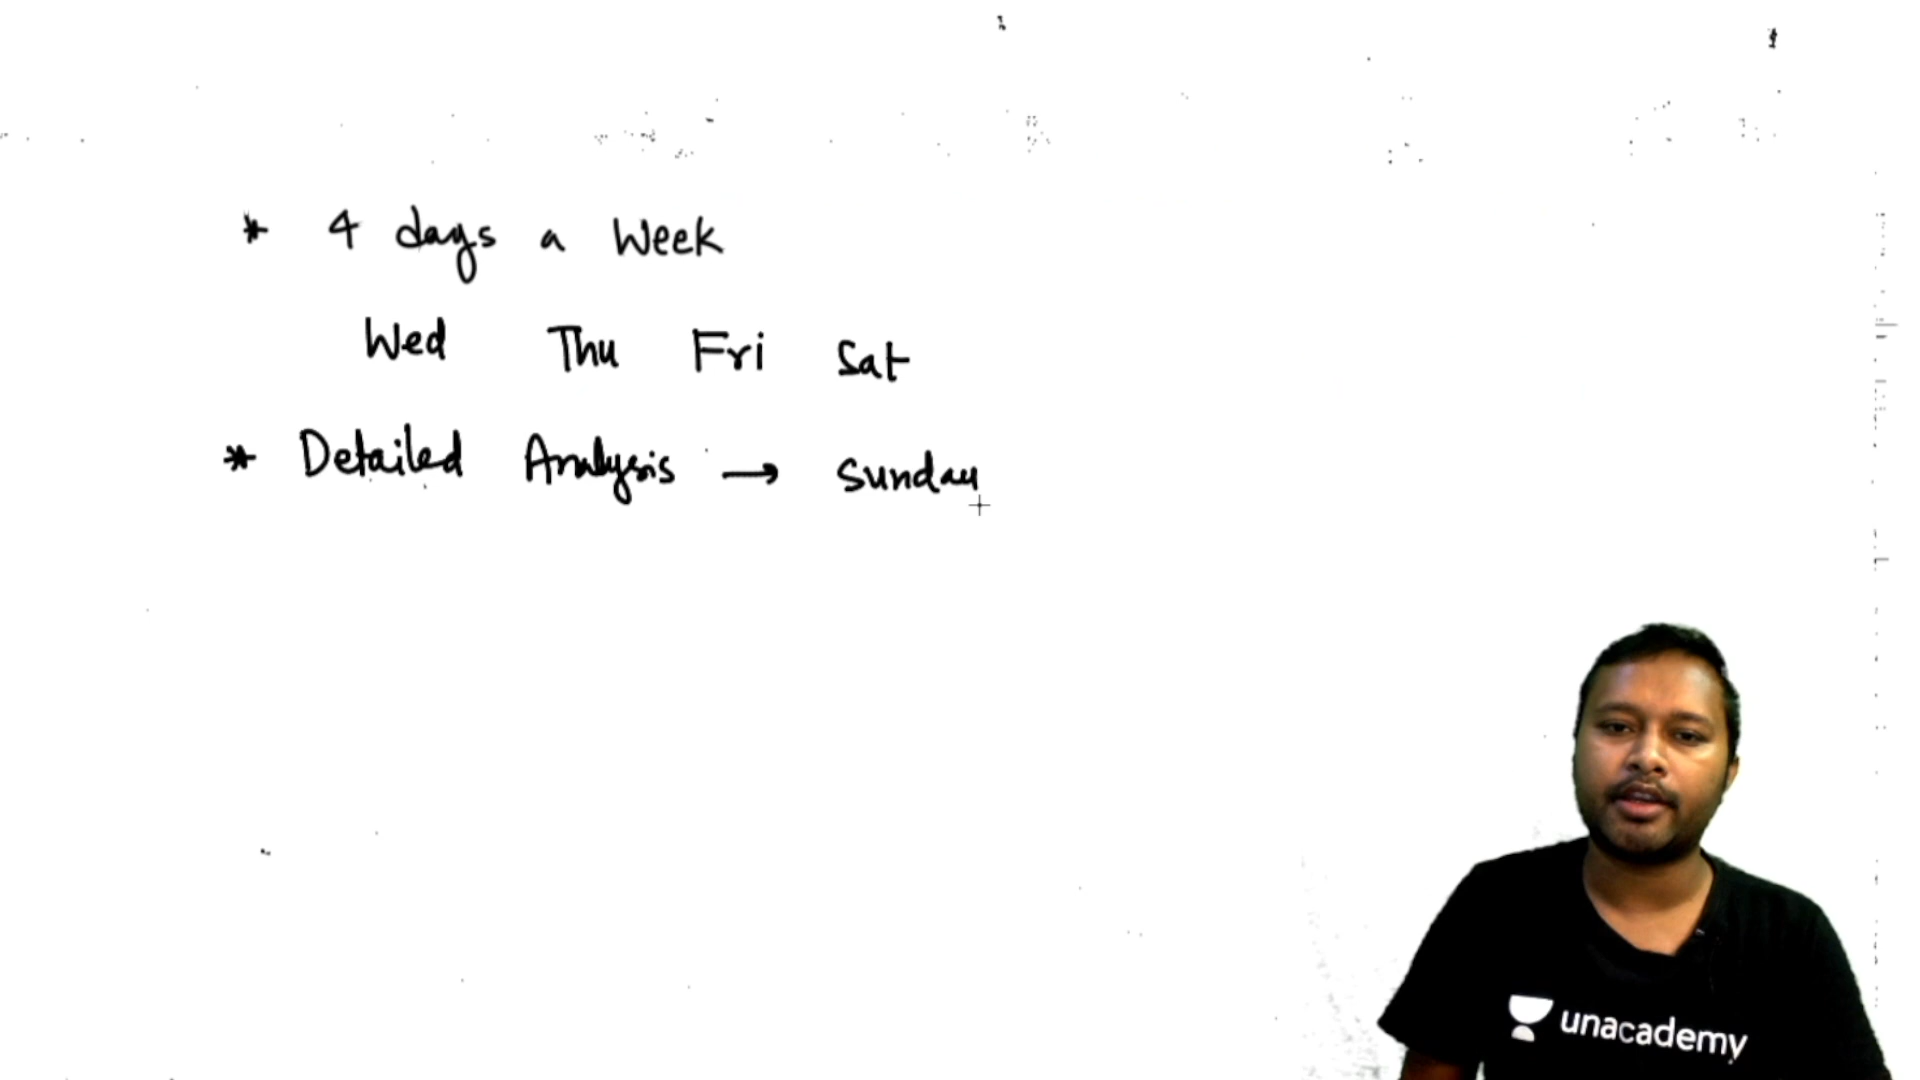 * 4 days a Week
Wed Thu Fri Sat
* Detailed Analysis → Sunday
unacademy